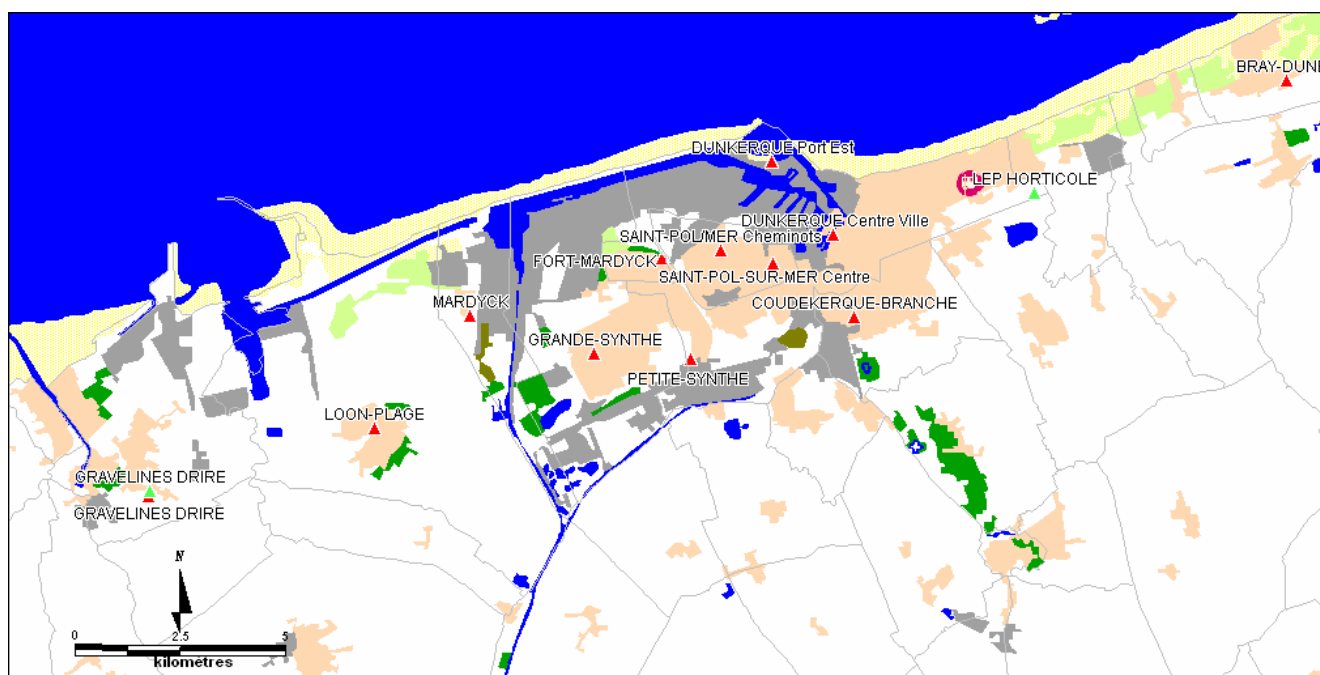 BRAY-DUNE
DUNKERQUE Port Est
LEP HORTICOLE
DUNKERQUE Centre Ville
SAINT-POL/MER Cheminots
FORT-MARDYCK
SAINT-POL-SUR-MER Centre
MARDYCK
COUDEKERQUE-BRANCHE
GRANDE-SYNTHE
PETITE-SYNTHE
LOON-PLAGE
GRAVELINES DRIRE
GRAVELINES DRIRE
N
0 2.5 5
kilométres